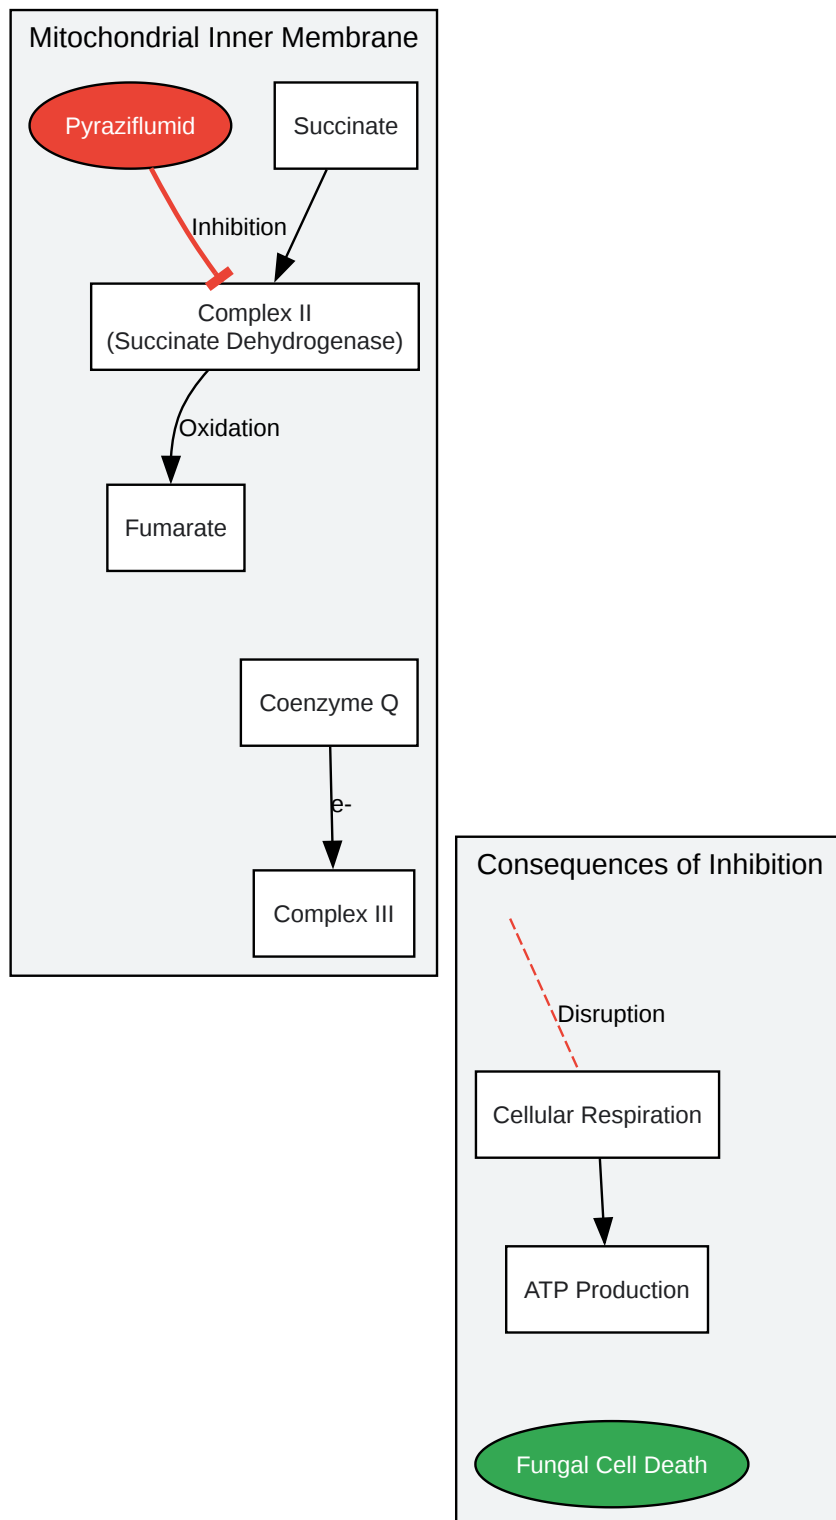 Mitochondrial Inner Membrane
Pyraziflumid
Succinate
Inhibition
Complex II
(Succinate Dehydrogenase)
Oxidation
Fumarate
Coenzyme Q
e-
Complex III
Consequences of Inhibition
Disruption
Cellular Respiration
ATP Production
Fungal Cell Death